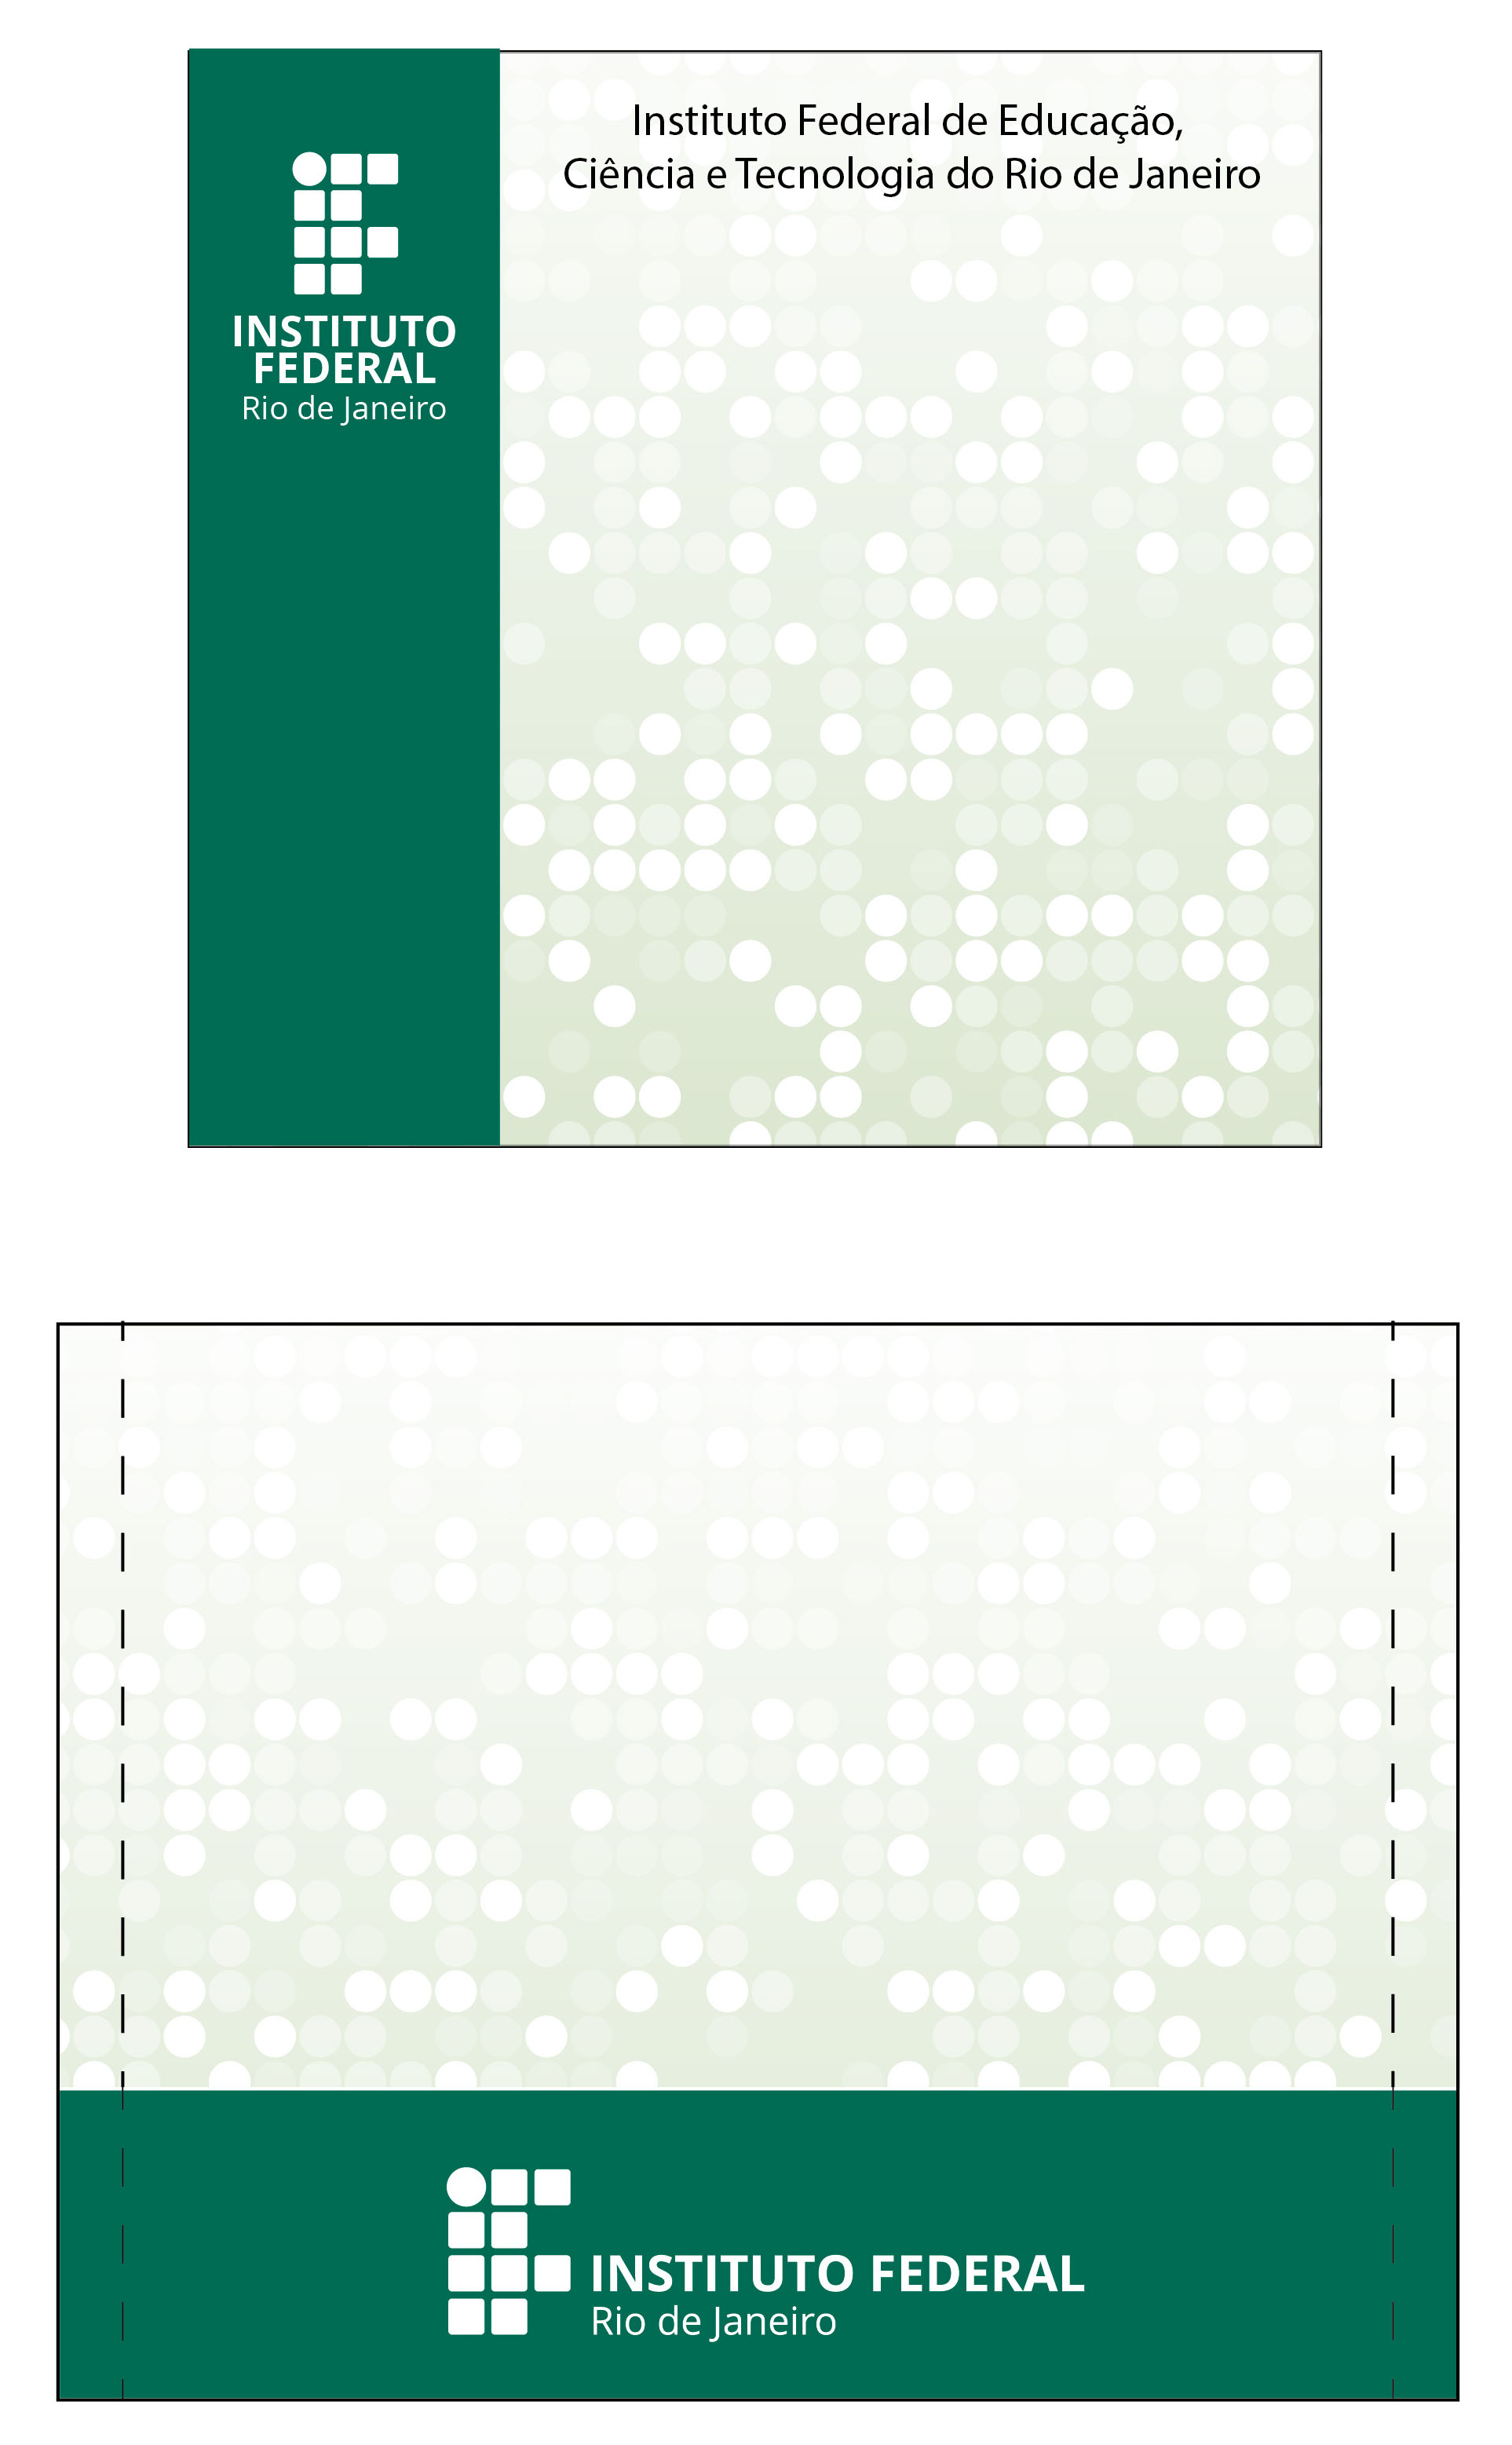 Instituto Federal de Educação,
Ciência e Tecnologia do Rio de Janeiro
INSTITUTO
FEDERAL
Rio de Janeiro
INSTITUTO FEDERAL
Rio de Janeiro